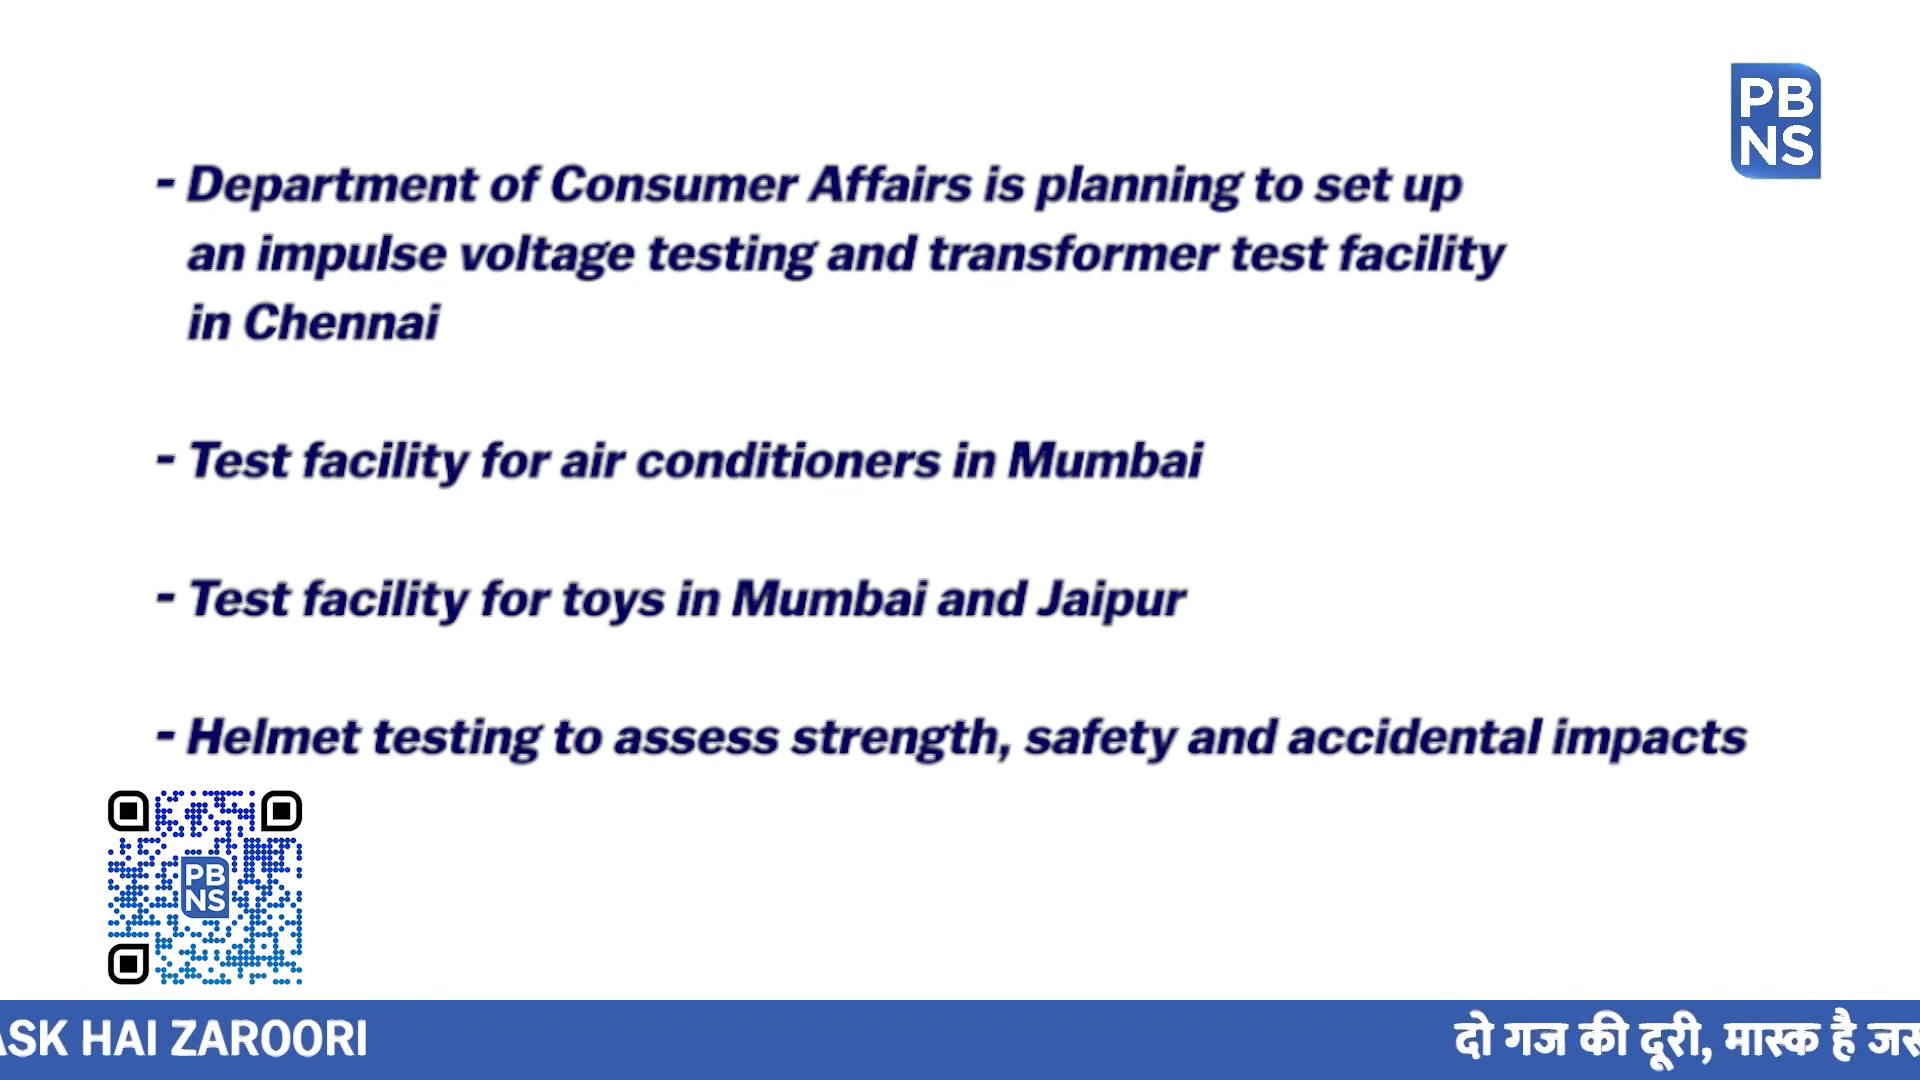 PB
NS
- Department of Consumer Affairs is planning to set up
an impulse voltage testing and transformer test facility
in Chennai
- Test facility for air conditioners in Mumbai
- Test facility for toys in Mumbai and Jaipur
- Helmet testing to assess strength, safety and accidental impacts
PB
NS
HAI ZAROORI
दो गज की दूरी, मास्क है